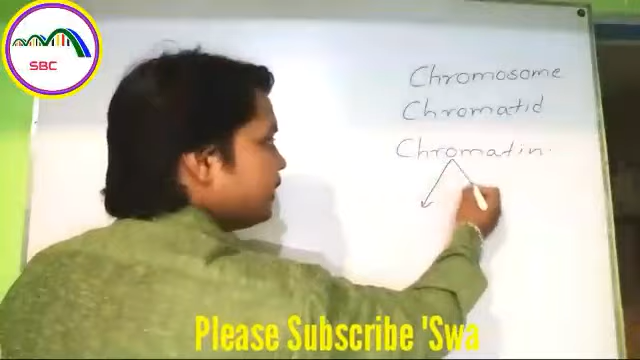 SBC
Chromosome
Chromatid
Chromatin.
Please Subscribe 'Swa